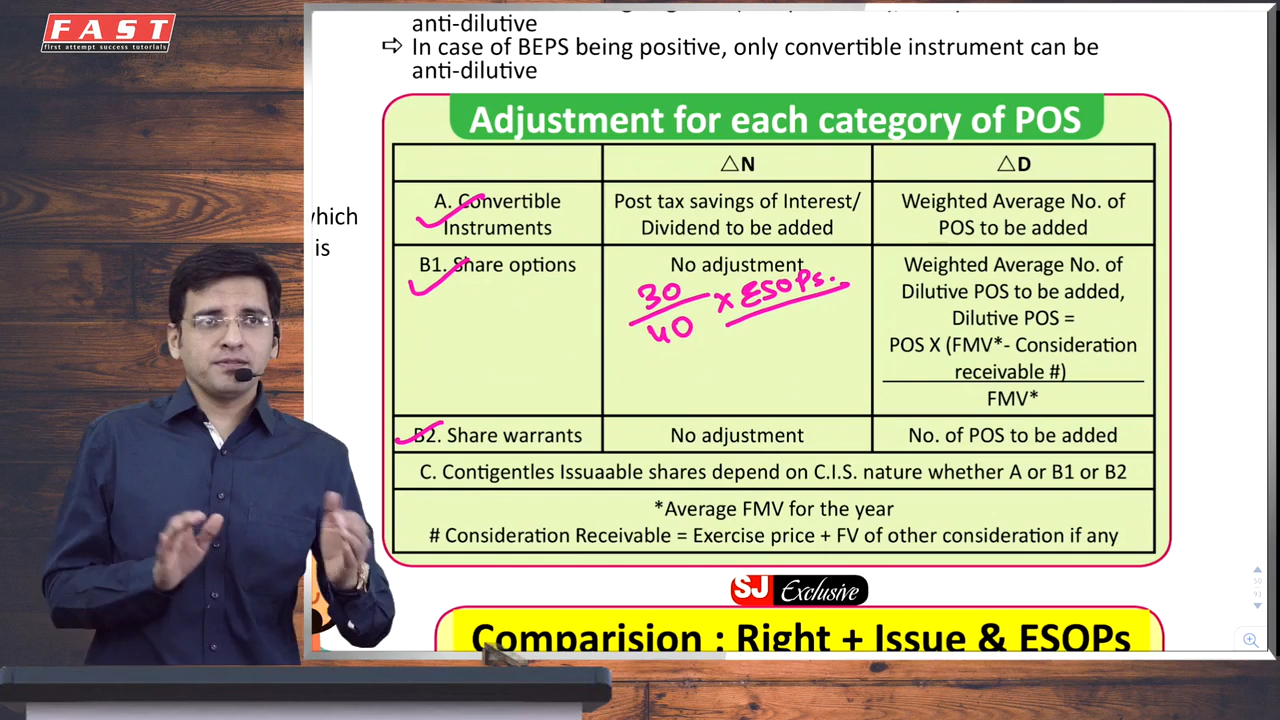 FAST
first attempt success tutorials
anti-dilutive
⇨ In case of BEPS being positive, only convertible instrument can be
anti-dilutive
which
is
Adjustment for each category of POS
△N
△D
A. Convertible
Instruments
Post tax savings of Interest/
Dividend to be added
Weighted Average No. of
POS to be added
B1. Share options
No adjustment
30
40
x ESOPs.
Weighted Average No. of
Dilutive POS to be added,
Dilutive POS =
POS X (FMV*- Consideration
receivable #)
FMV*
B2. Share warrants
No adjustment
No. of POS to be added
C. Contigentles Issuaable shares depend on C.I.S. nature whether A or B1 or B2
*Average FMV for the year
# Consideration Receivable = Exercise price + FV of other consideration if any
SJ Exclusive
Comparision : Right + Issue & ESOPs